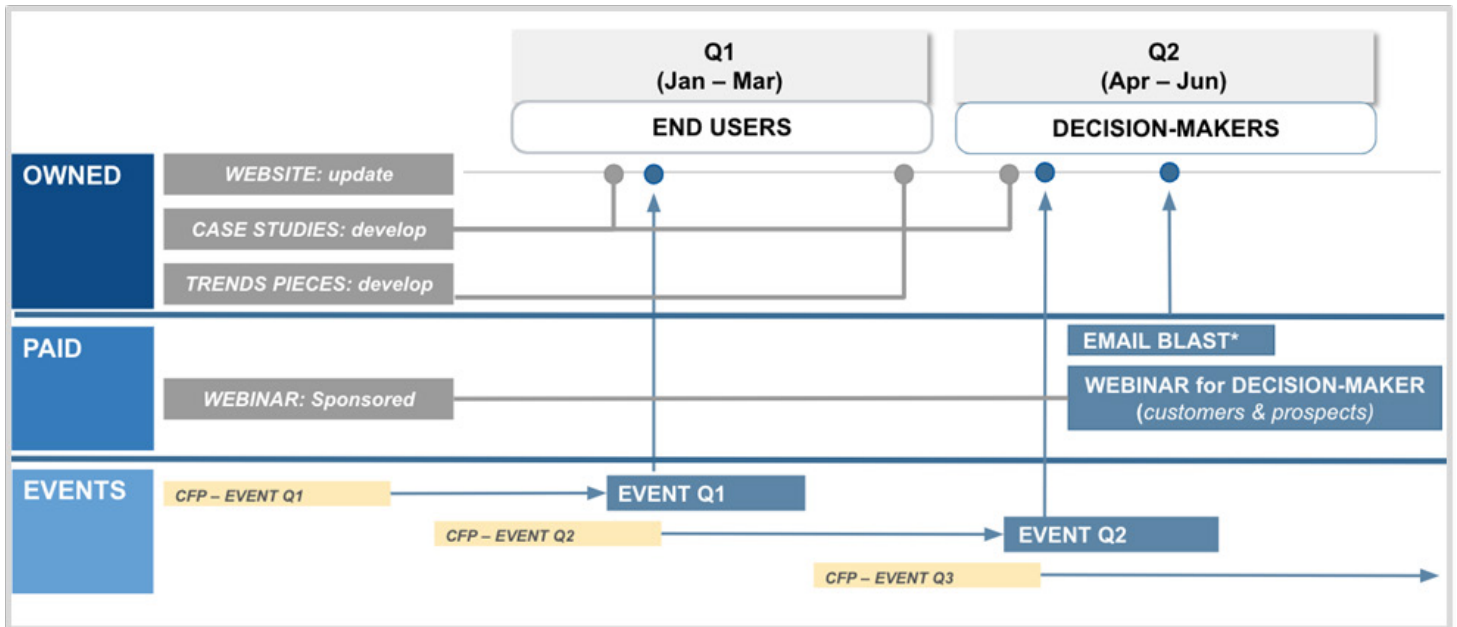 Q1
(Jan – Mar)
Q2
(Apr – Jun)
END USERS
DECISION-MAKERS
OWNED
WEBSITE: update
CASE STUDIES: develop
TRENDS PIECES: develop
PAID
EMAIL BLAST*
WEBINAR: Sponsored
WEBINAR for DECISION-MAKER
(customers & prospects)
EVENTS
CFP – EVENT Q1
EVENT Q1
CFP – EVENT Q2
EVENT Q2
CFP – EVENT Q3